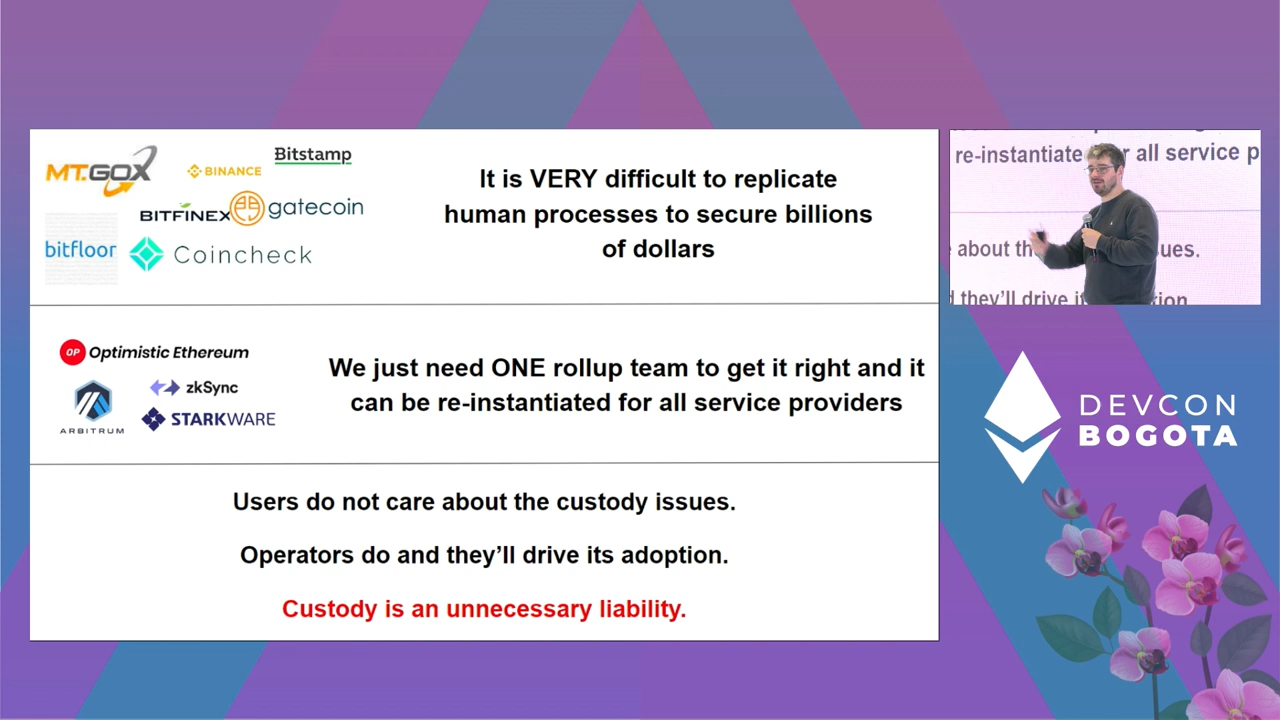 MT.GOX
BINANCE
Bitstamp
BITFINEX
gatecoin
bitfloor
Coincheck
It is VERY difficult to replicate
human processes to secure billions
of dollars
OP Optimistic Ethereum
zkSync
ARBITRUM
STARKWARE
We just need ONE rollup team to get it right and it
can be re-instantiated for all service providers
Users do not care about the custody issues.
Operators do and they’ll drive its adoption.
Custody is an unnecessary liability.
re-instantiate r all service p
about th ues.
they’ll drive i
DEVCON
BOGOTA